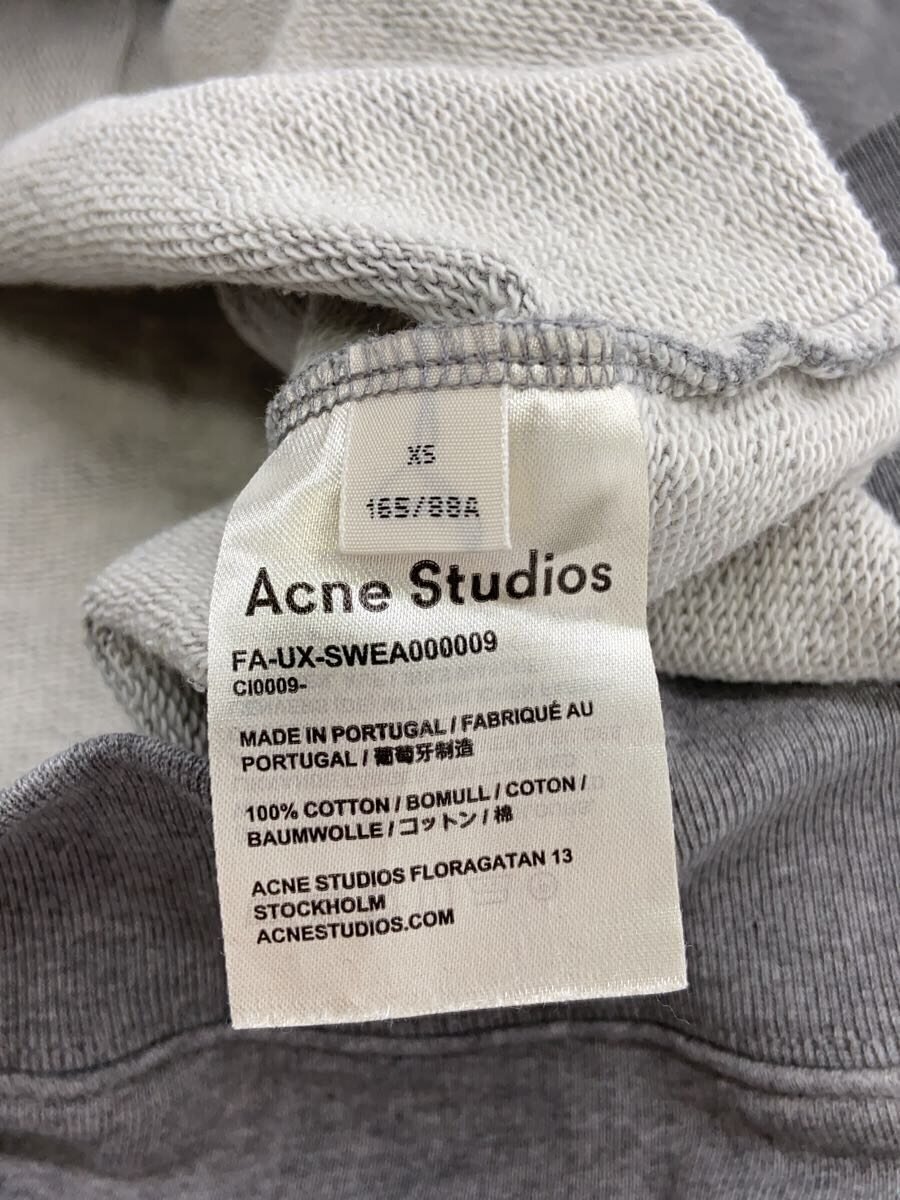 XS
165/88A
Acne Studios
FA-UX-SWEA000009
CI0009-
MADE IN PORTUGAL / FABRIQUÉ AU
PORTUGAL / 葡萄牙制造
100% COTTON / BOMULL / COTON /
BAUMWOLLE / コットン / 棉
ACNE STUDIOS FLORAGATAN 13
STOCKHOLM
ACNESTUDIOS.COM